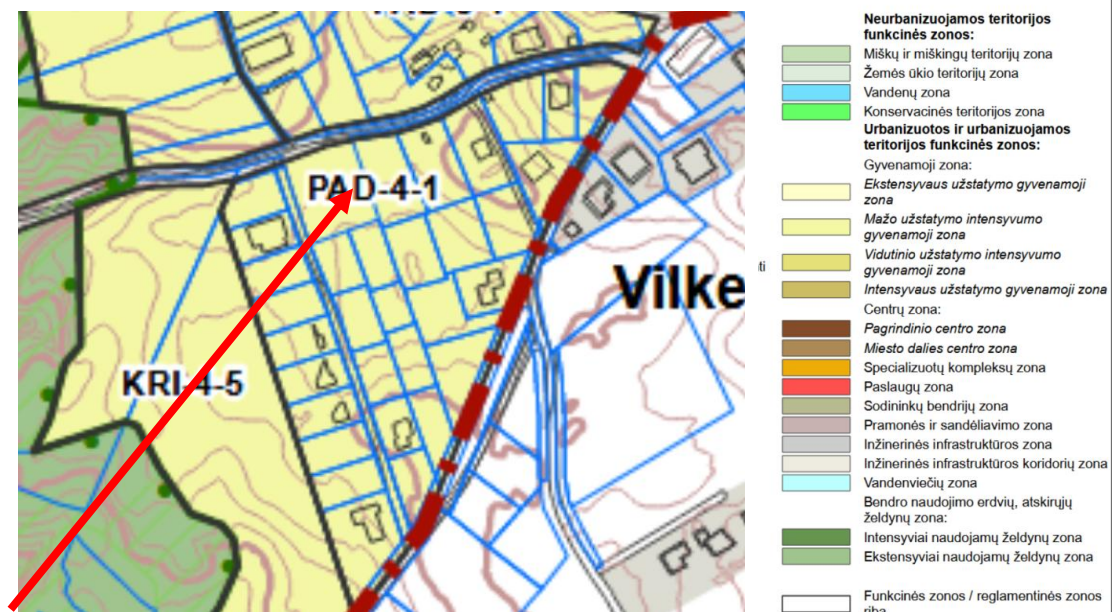 PAD-4-1
Vilke
KRI-4-5
ti
Neurbanizuojamos teritorijos
funkcinės zonos:
Miškų ir miškingų teritorijų zona
Žemės ūkio teritorijų zona
Vandenų zona
Konservacinės teritorijos zona
Urbanizuotos ir urbanizuojamos
teritorijos funkcinės zonos:
Gyvenamoji zona:
Ekstensyvaus užstatymo gyvenamoji
zona
Mažo užstatymo intensyvumo
gyvenamoji zona
Vidutinio užstatymo intensyvumo
gyvenamoji zona
Intensyvaus užstatymo gyvenamoji zona
Centrų zona:
Pagrindinio centro zona
Miesto dalies centro zona
Specializuotų kompleksų zona
Paslaugų zona
Sodininkų bendrijų zona
Pramonės ir sandėliavimo zona
Inžinerinės infrastruktūros zona
Inžinerinės infrastruktūros koridorių zona
Vandenviečių zona
Bendro naudojimo erdvių, atskirųjų
želdynų zona:
Intensyviai naudojamų želdynų zona
Ekstensyviai naudojamų želdynų zona
Funkcinės zonos / reglamentinės zonos
riba